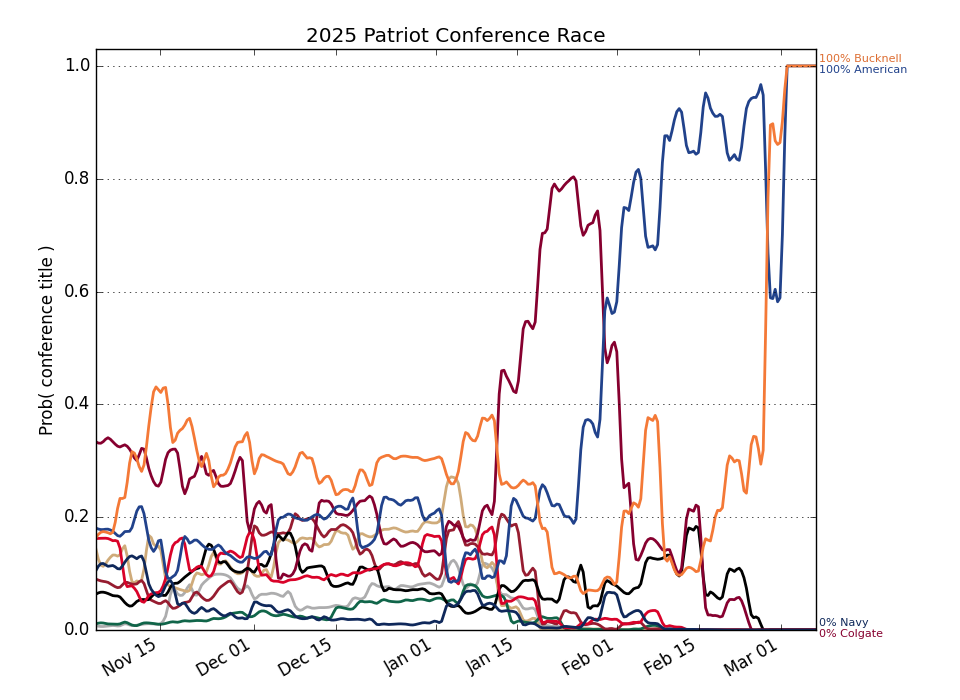 2025 Patriot Conference Race
Prob( conference title )
1.0
0.8
0.6
0.4
0.2
0.0
Nov 15
Dec 01
Dec 15
Jan 01
Jan 15
Feb 01
Feb 15
Mar 01
100% Bucknell
100% American
0% Navy
0% Colgate